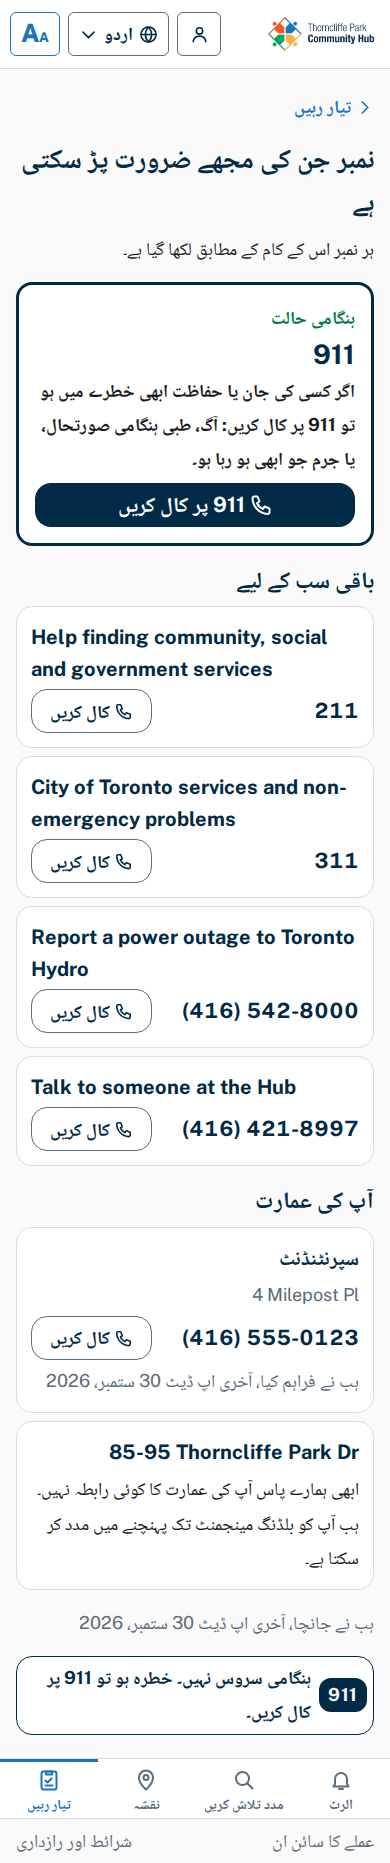 Thorncliffe Park
Community Hub
اردو
AA
تیار رہیں
نمبر جن کی مجھے ضرورت پڑ سکتی
ہے
ہر نمبر اس کے کام کے مطابق لکھا گیا ہے۔
ہنگامی حالت
911
اگر کسی کی جان یا حفاظت ابھی خطرے میں ہو
تو 911 پر کال کریں: آگ، طبی ہنگامی صورتحال،
یا جرم جو ابھی ہو رہا ہو۔
911 پر کال کریں
باقی سب کے لیے
Help finding community, social
and government services
211
کال کریں
City of Toronto services and non-
emergency problems
311
کال کریں
Report a power outage to Toronto
Hydro
(416) 542-8000
کال کریں
Talk to someone at the Hub
(416) 421-8997
کال کریں
آپ کی عمارت
سپرنٹنڈنٹ
4 Milepost Pl
(416) 555-0123
کال کریں
ہب نے فراہم کیا، آخری اپ ڈیٹ 30 ستمبر، 2026
85-95 Thorncliffe Park Dr
ابھی ہمارے پاس آپ کی عمارت کا کوئی رابطہ نہیں۔
ہب آپ کو بلڈنگ مینجمنٹ تک پہنچنے میں مدد کر
سکتا ہے۔
ہب نے جانچا، آخری اپ ڈیٹ 30 ستمبر، 2026
911
ہنگامی سروس نہیں۔ خطرہ ہو تو 911 پر
کال کریں۔
الرٹ
مدد تلاش کریں
نقشہ
تیار رہیں
عملے کا سائن ان
شرائط اور رازداری